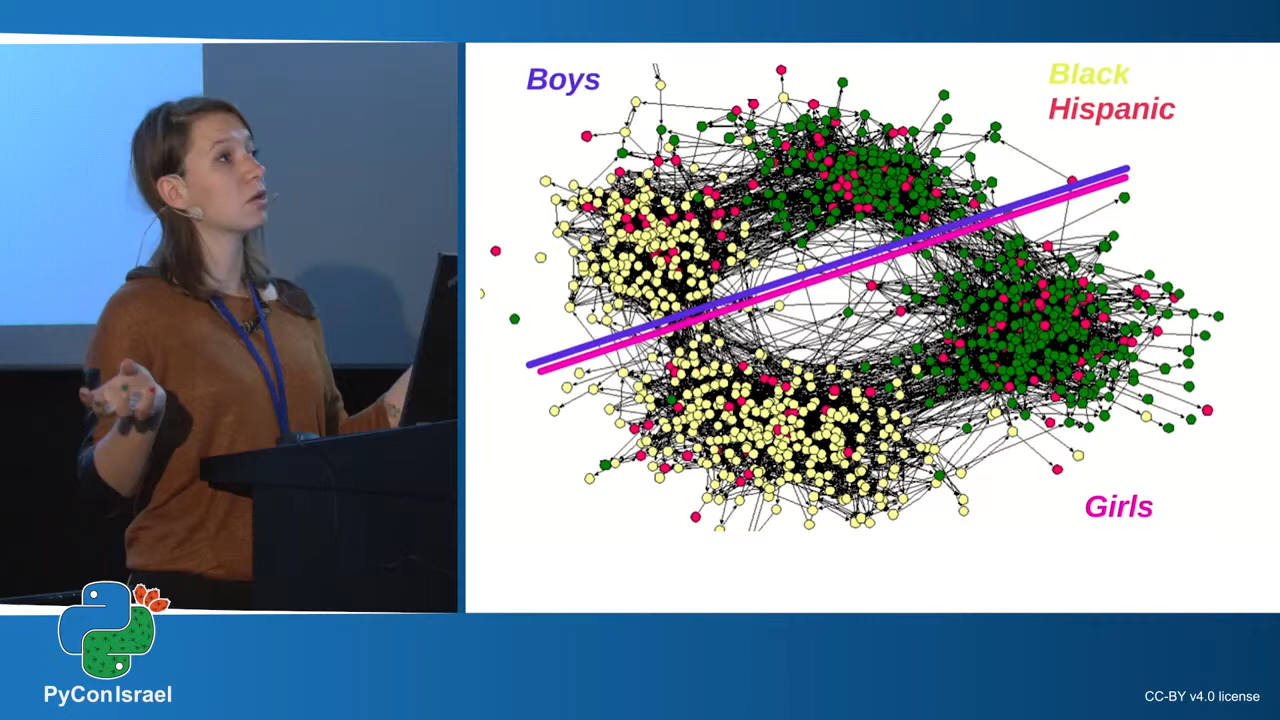 Boys
Black
Hispanic
Girls
PyConIsrael
CC-BY v4.0 license